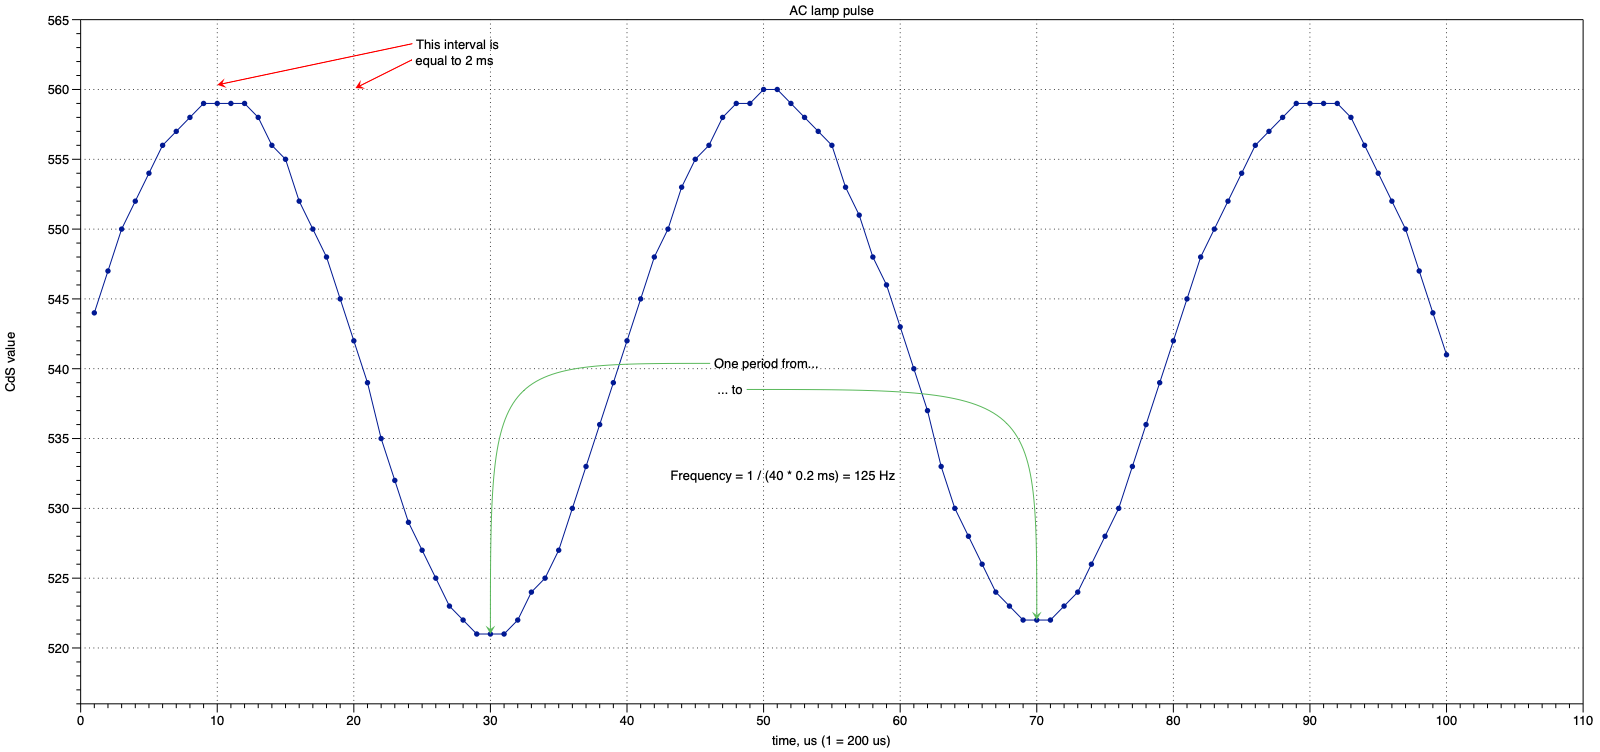 AC lamp pulse
565
560
555
550
545
540
535
530
525
520
CdS value
This interval is
equal to 2 ms
One period from...
... to
Frequency = 1 / (40 * 0.2 ms) = 125 Hz
0 10 20 30 40 50 60 70 80 90 100 110
time, us (1 = 200 us)